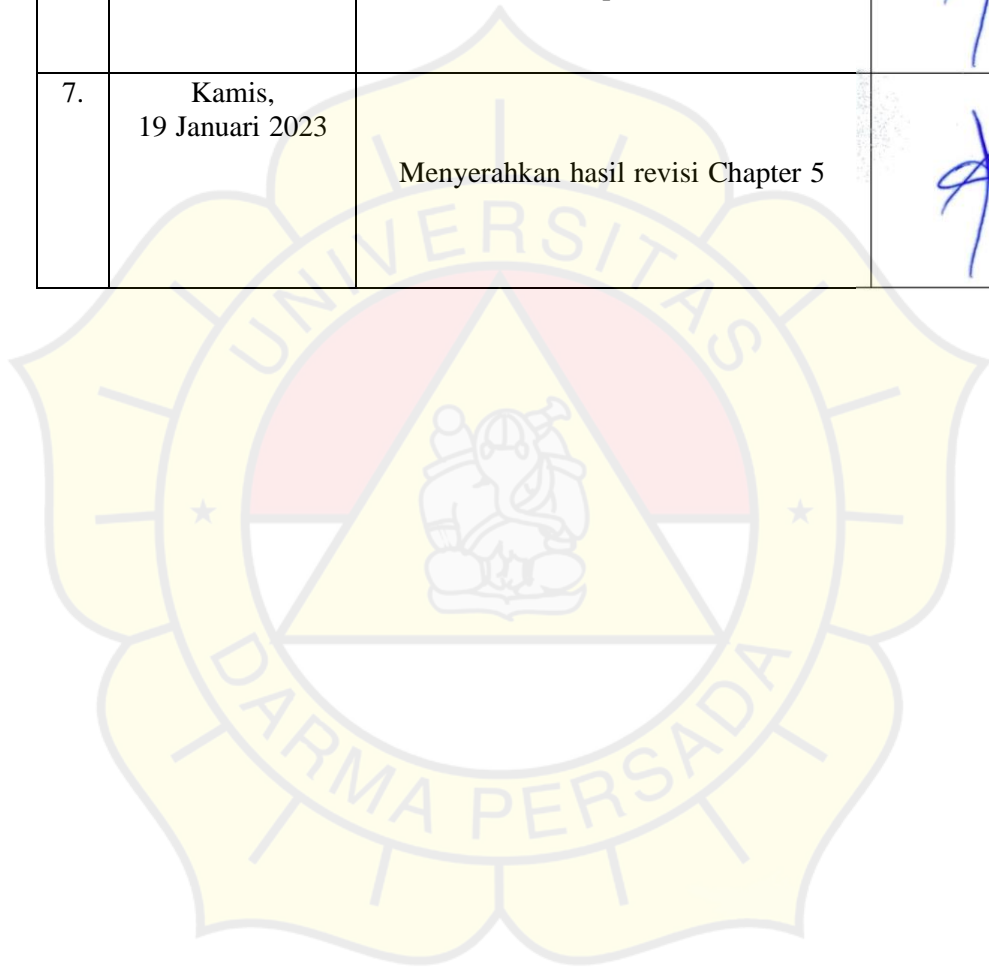 7.
Kamis,
19 Januari 2023
Menyerahkan hasil revisi Chapter 5
UNIVERSITAS
DARMA PERSADA